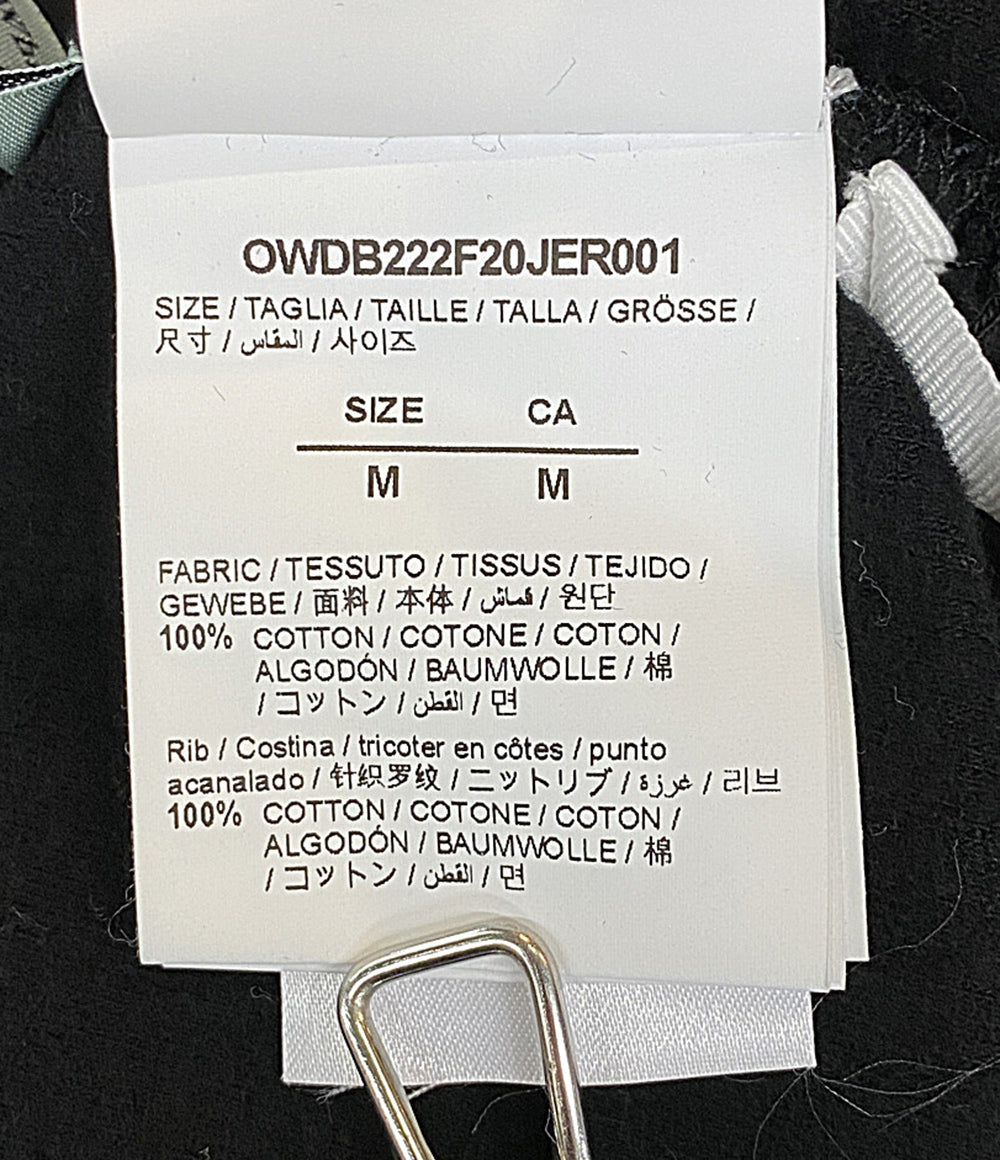 OWDB222F20JER001
SIZE / TAGLIA / TAILLE / TALLA / GRÖSSE /
尺寸 / المقاس / 사이즈
SIZE CA
M M
FABRIC / TESSUTO / TISSUS / TEJIDO /
GEWEBE / 面料 / 本体 / قماش / 원단
100% COTTON / COTONE / COTON /
ALGODÓN / BAUMWOLLE / 棉
/ コットン / القطن / 면
Rib / Costina / tricoter en côtes / punto
acanalado / 针织罗纹 / ニットリブ / غرزة / 리브
100% COTTON / COTONE / COTON /
ALGODÓN / BAUMWOLLE / 棉
/ コットン / القطن / 면